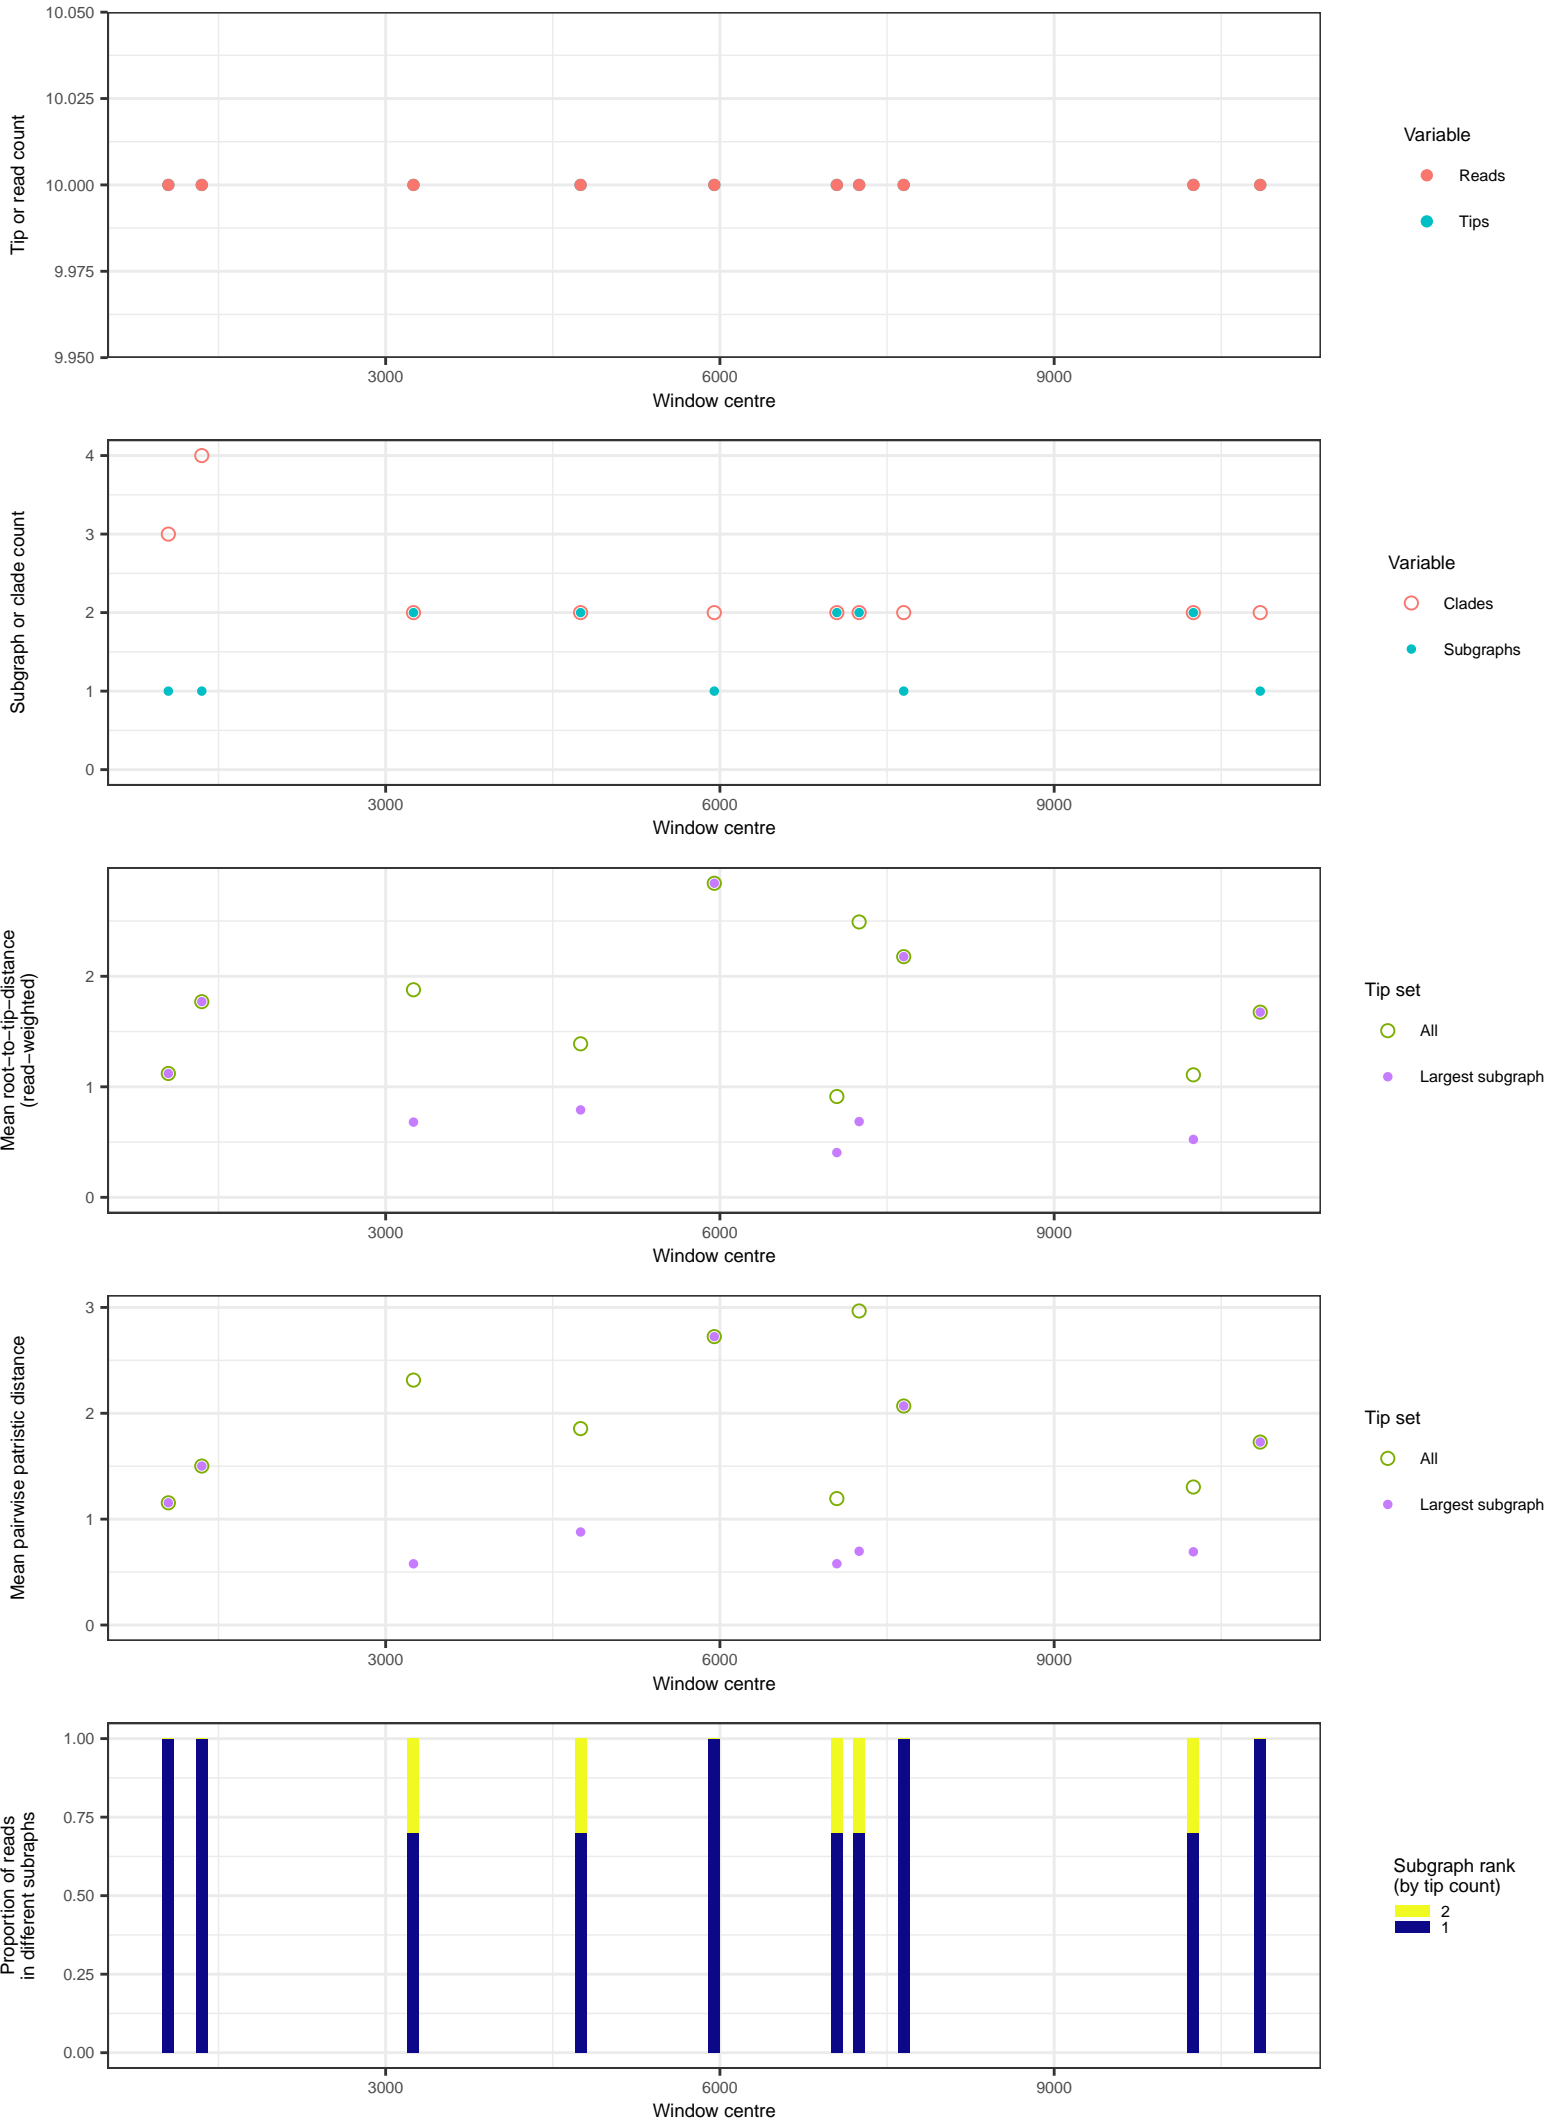 10.050
10.025
10.000
9.975
9.950
Tip or read count
3000
6000
9000
Window centre
Variable
Reads
Tips
4
3
2
1
0
Subgraph or clade count
3000
6000
9000
Window centre
Variable
Clades
Subgraphs
2
1
0
Mean root−to−tip−distance
(read−weighted)
3000
6000
9000
Window centre
Tip set
All
Largest subgraph
3
2
1
0
Mean pairwise patristic distance
3000
6000
9000
Window centre
Tip set
All
Largest subgraph
1.00
0.75
0.50
0.25
0.00
Proportion of reads
in different subraphs
3000
6000
9000
Window centre
Subgraph rank
(by tip count)
2
1